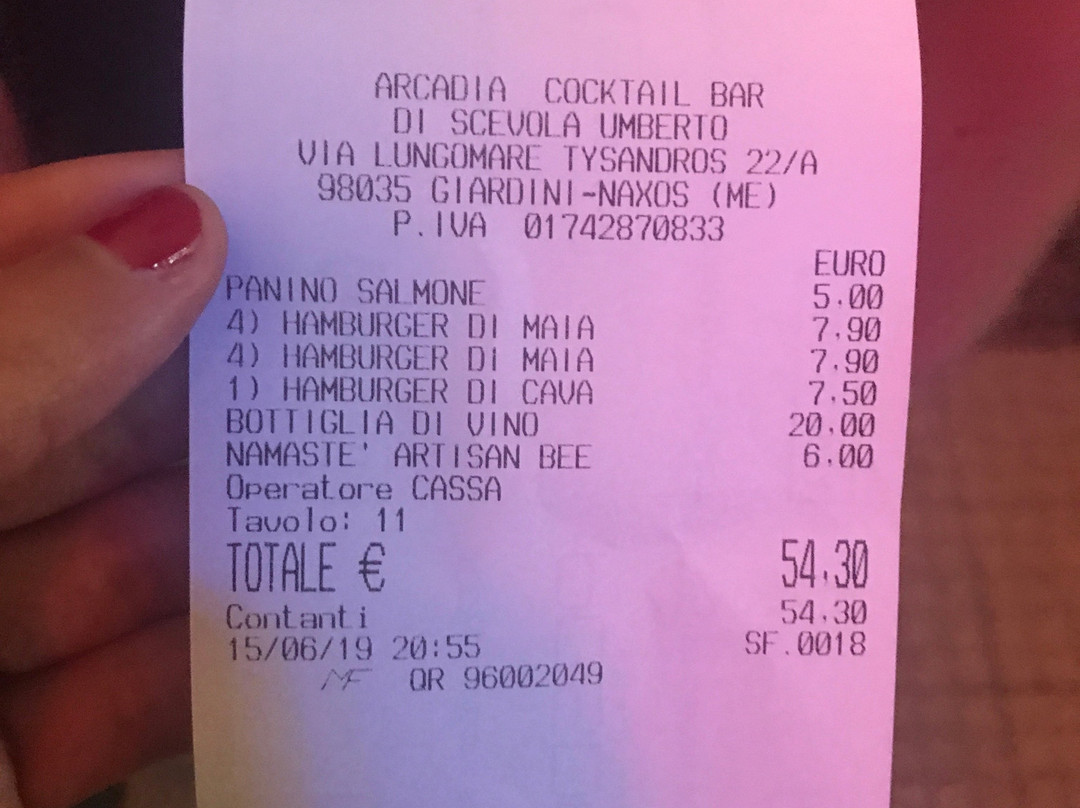 ARCADIA COCKTAIL BAR
DI SCEVOLA UMBERTO
VIA LUNGOMARE TYSANDROS 22/A
98035 GIARDINI-NAXOS (ME)
P.IVA 01742870833
EURO
PANINO SALMONE 5.00
4) HAMBURGER DI MAIA 7.90
4) HAMBURGER DI MAIA 7.90
1) HAMBURGER DI CAVA 7.50
BOTTIGLIA DI VINO 20.00
NAMASTE' ARTISAN BEE 6.00
Operatore CASSA
Tavolo: 11
TOTALE € 54.30
Contanti 54.30
15/06/19 20:55 SF.0018
MF QR 96002049